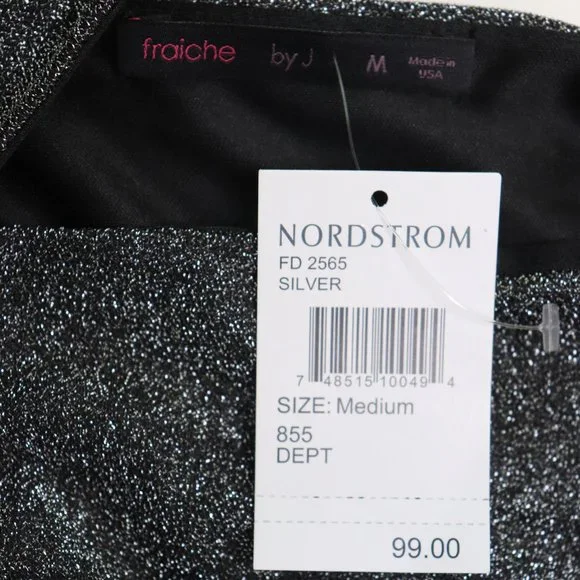 fraiche by J M Made in
USA
NORDSTROM
FD 2565
SILVER
7 48515 10049 4
SIZE: Medium
855
DEPT
99.00